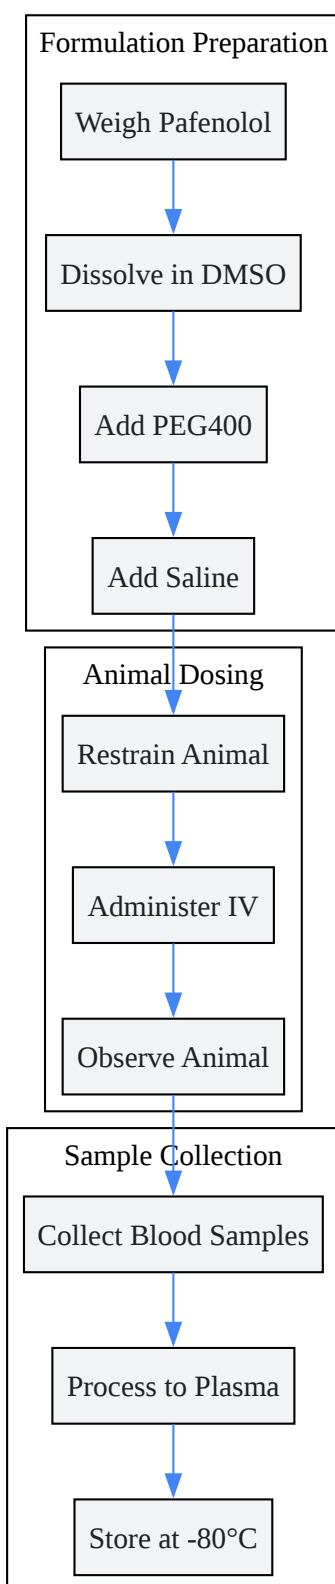 Formulation Preparation
Weigh Pafenolol
Dissolve in DMSO
Add PEG400
Add Saline
Animal Dosing
Restrain Animal
Administer IV
Observe Animal
Sample Collection
Collect Blood Samples
Process to Plasma
Store at -80°C